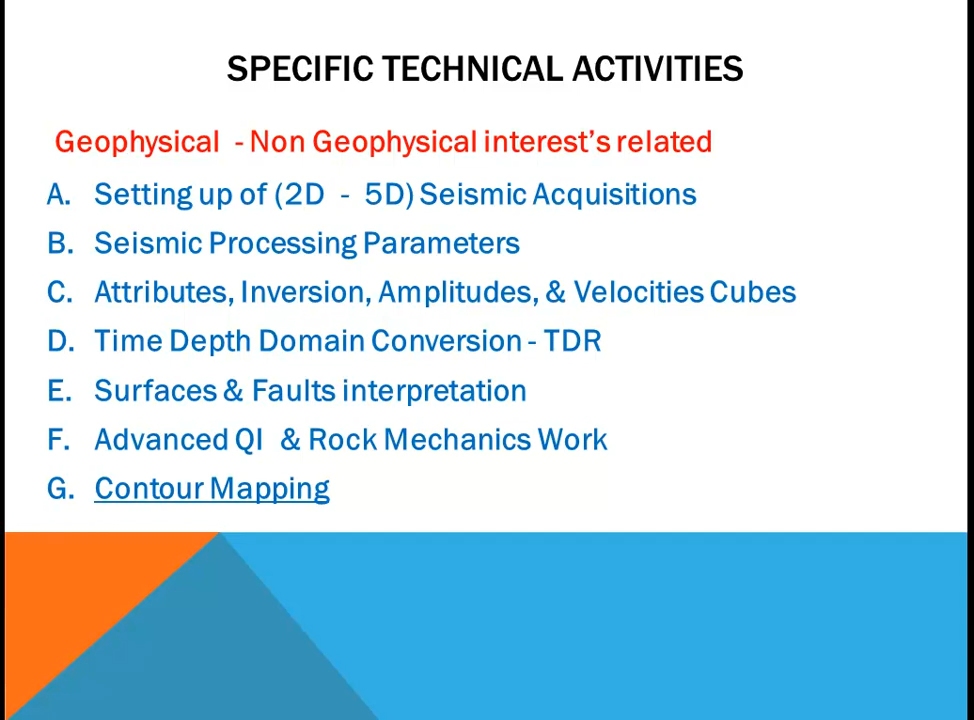 SPECIFIC TECHNICAL ACTIVITIES
Geophysical - Non Geophysical interest's related
A. Setting up of (2D - 5D) Seismic Acquisitions
B. Seismic Processing Parameters
C. Attributes, Inversion, Amplitudes, & Velocities Cubes
D. Time Depth Domain Conversion - TDR
E. Surfaces & Faults interpretation
F. Advanced QI & Rock Mechanics Work
G. Contour Mapping